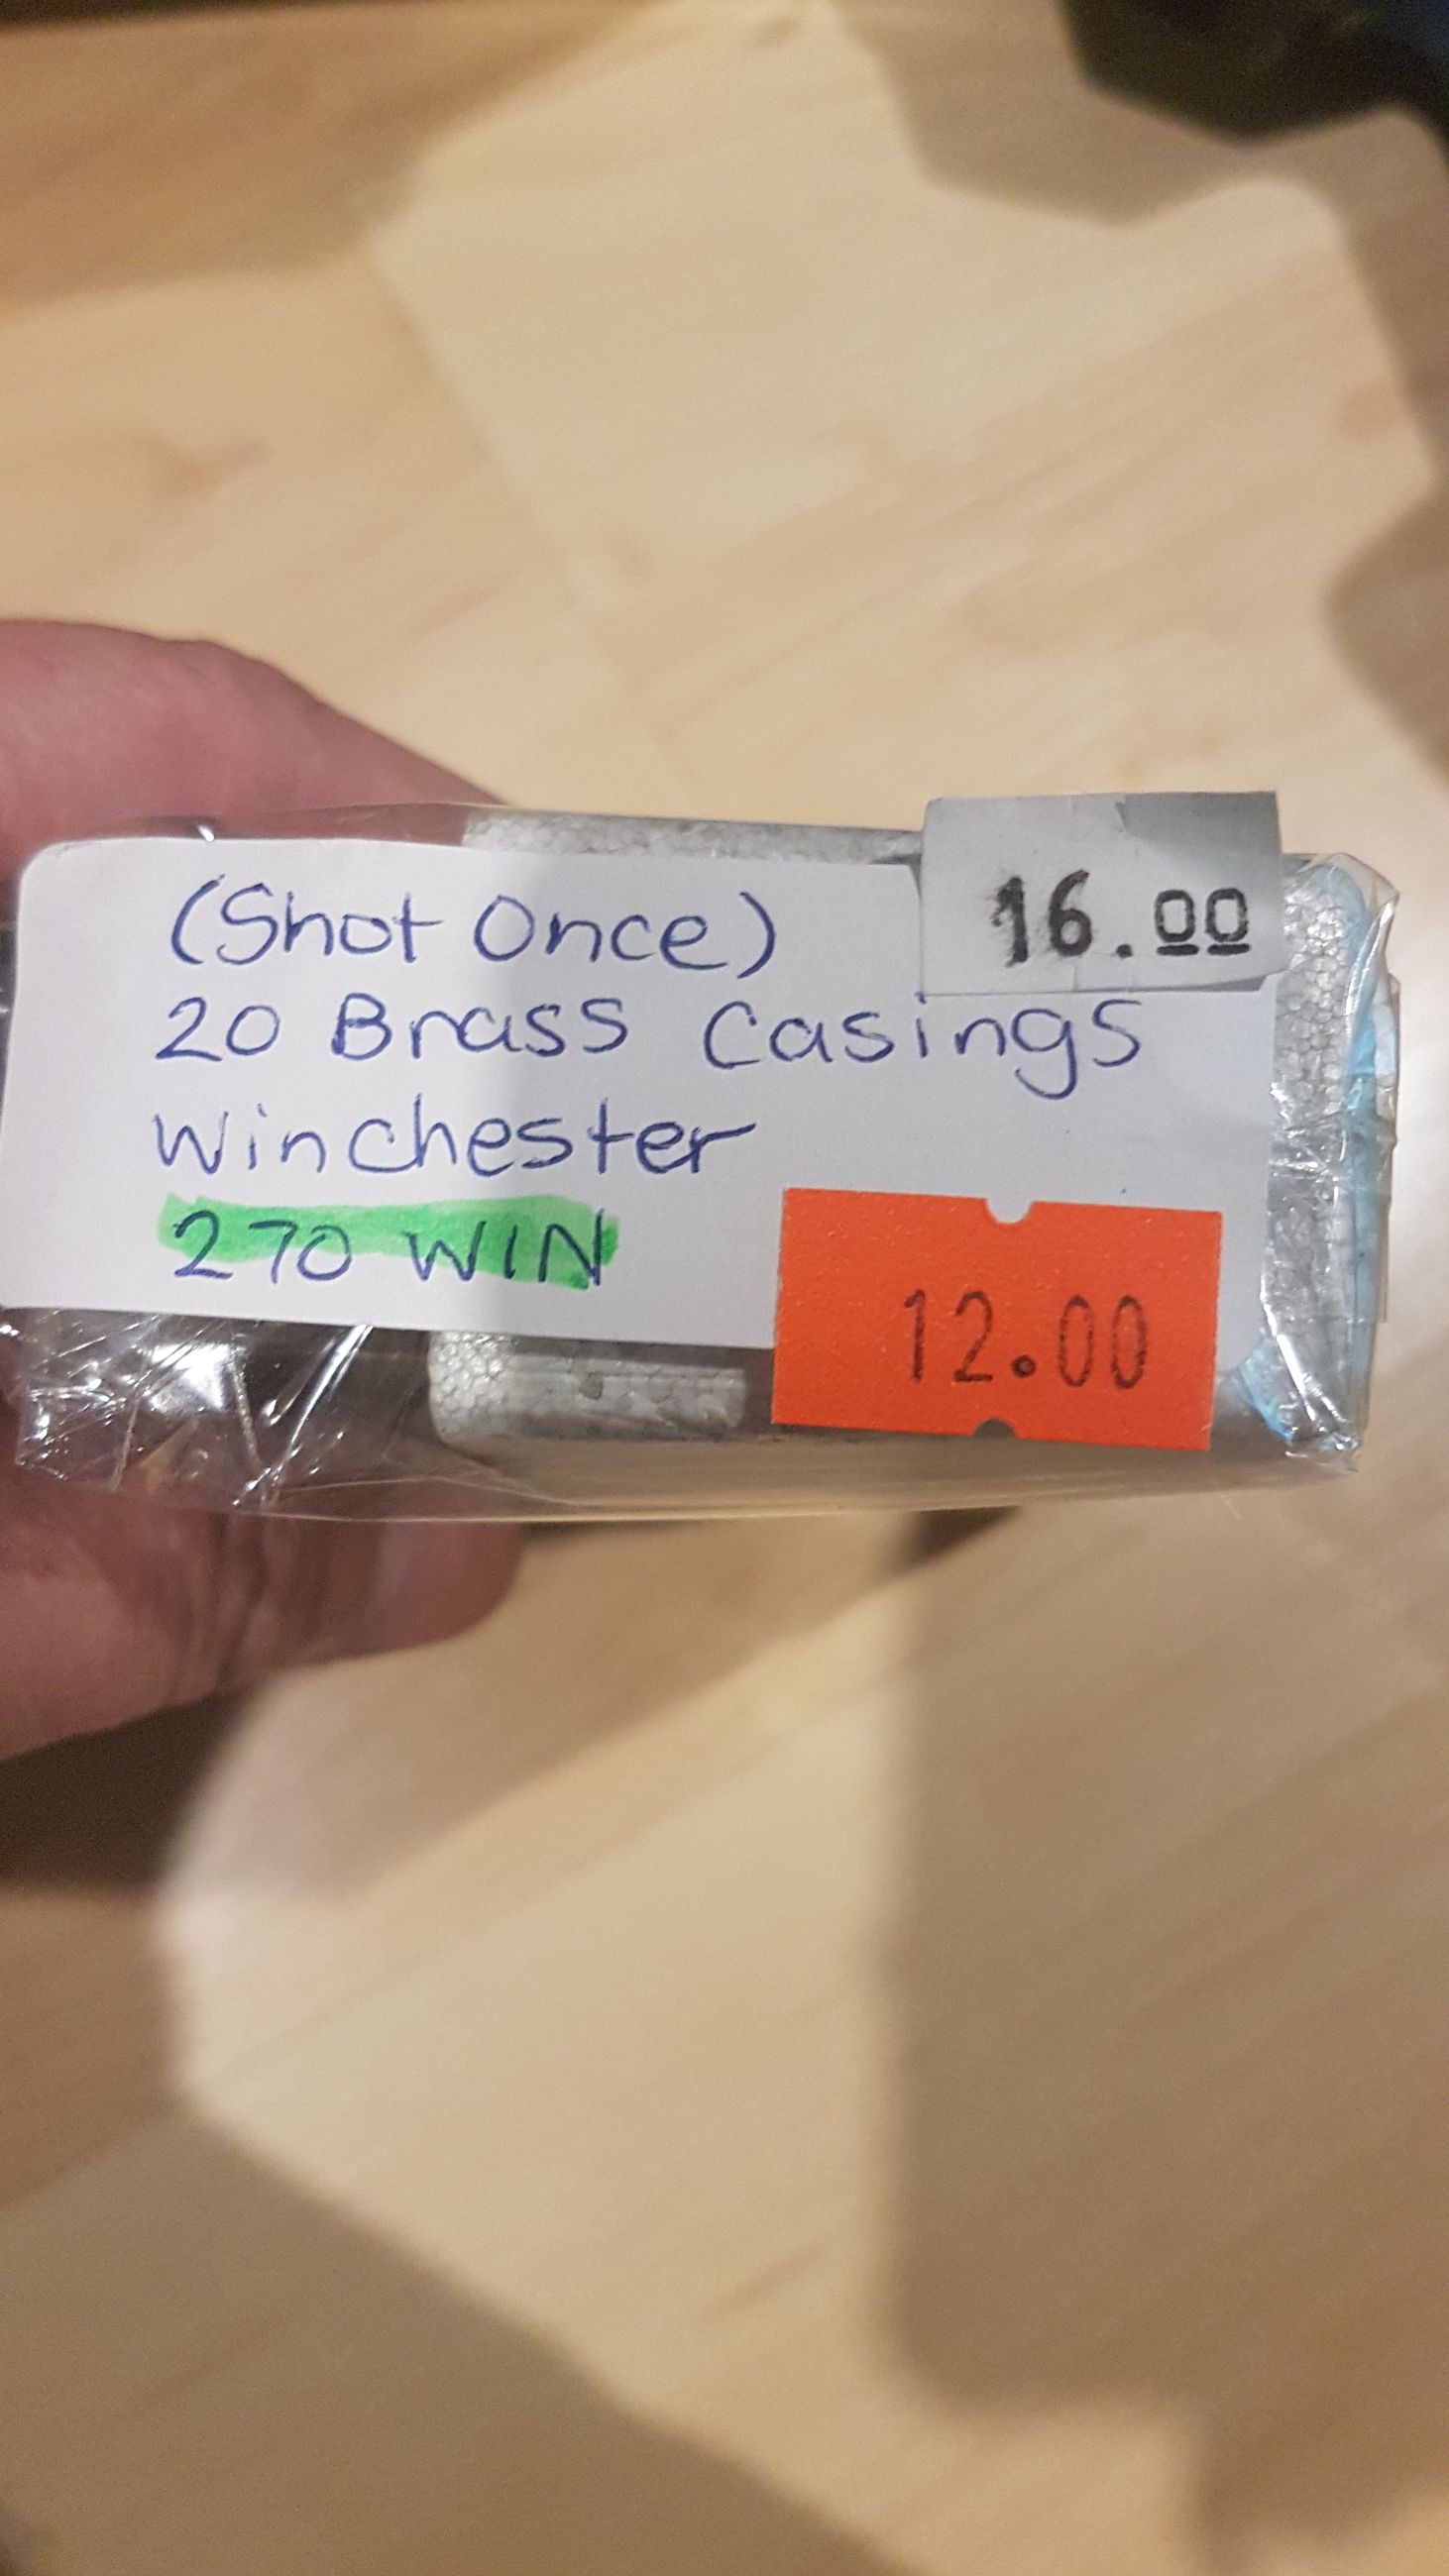 (Shot Once)
16.00
20 Brass Casings
Winchester
270 WIN
12.00